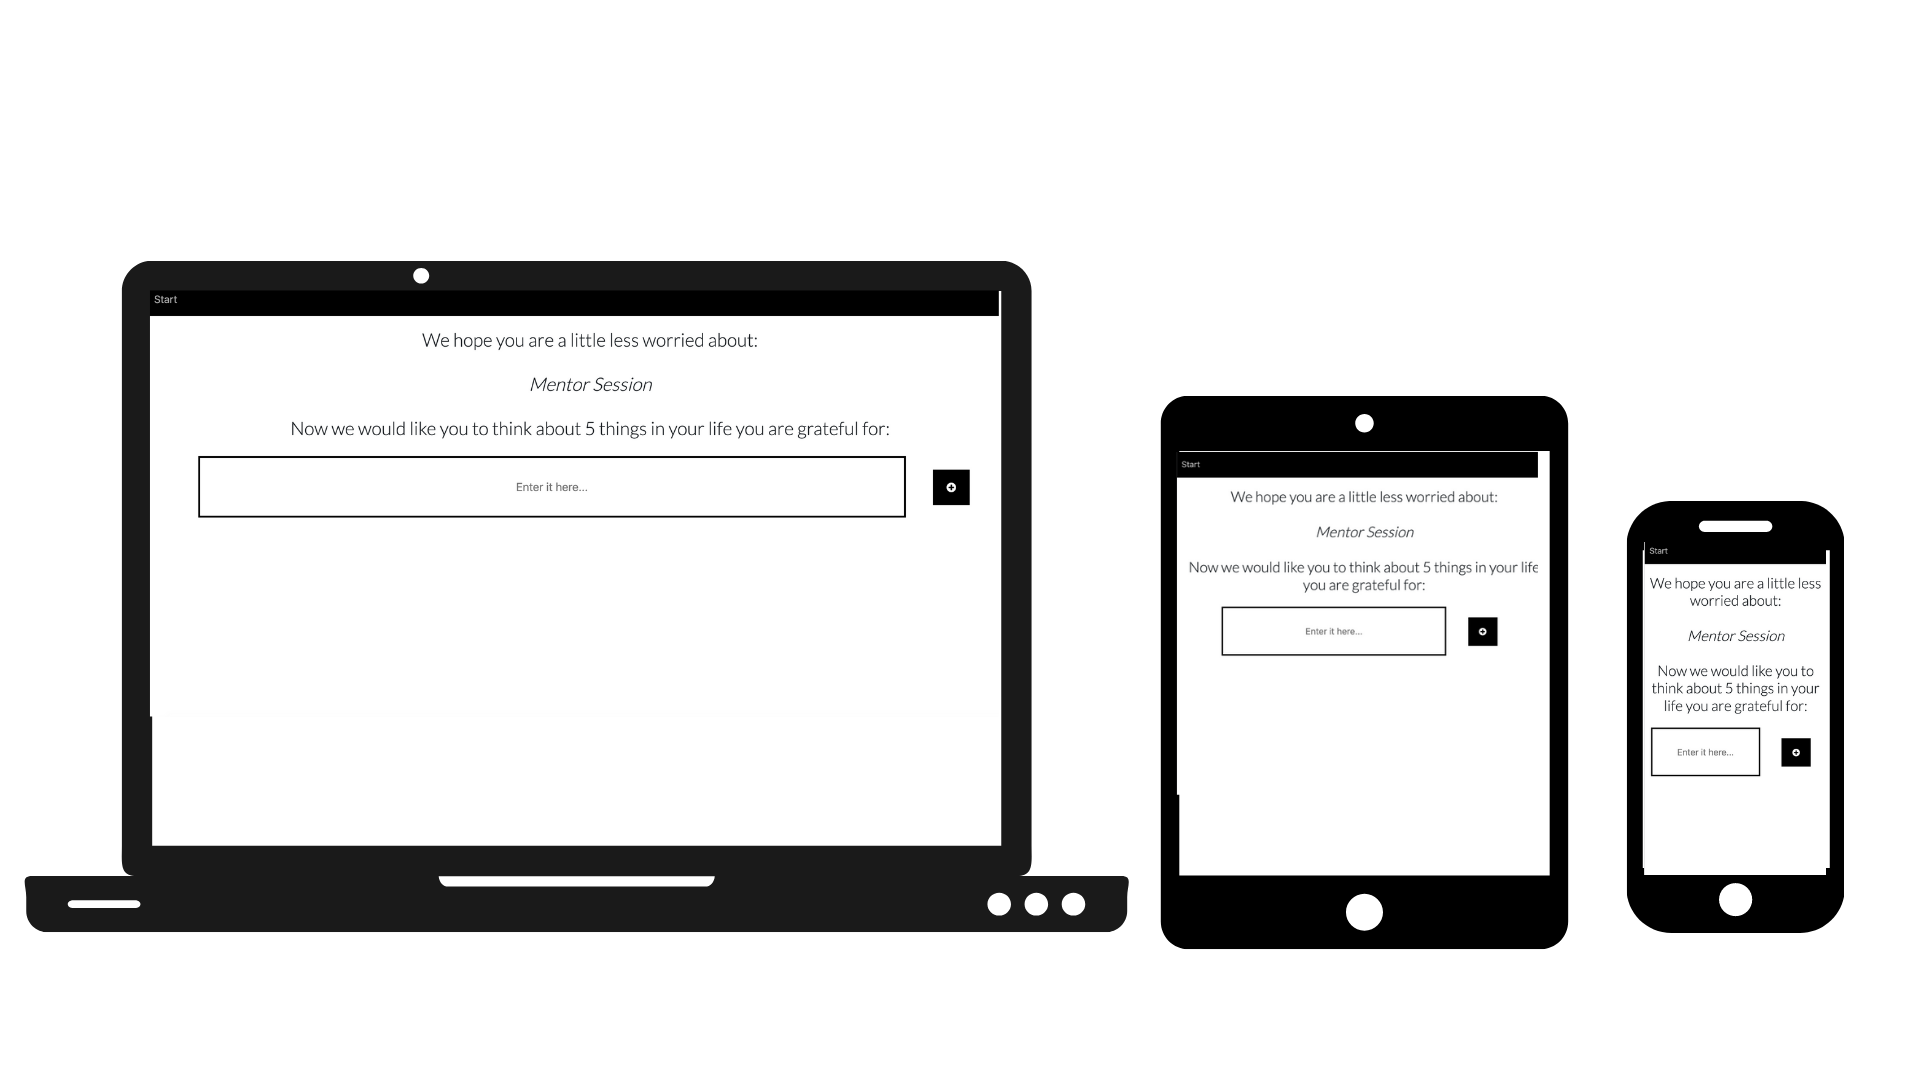 Start
We hope you are a little less worried about:
Mentor Session
Now we would like you to think about 5 things in your life you are grateful for:
Enter it here...
Start
We hope you are a little less worried about:
Mentor Session
Now we would like you to think about 5 things in your life
you are grateful for:
Enter it here...
Start
We hope you are a little less
worried about:
Mentor Session
Now we would like you to
think about 5 things in your
life you are grateful for:
Enter it here...